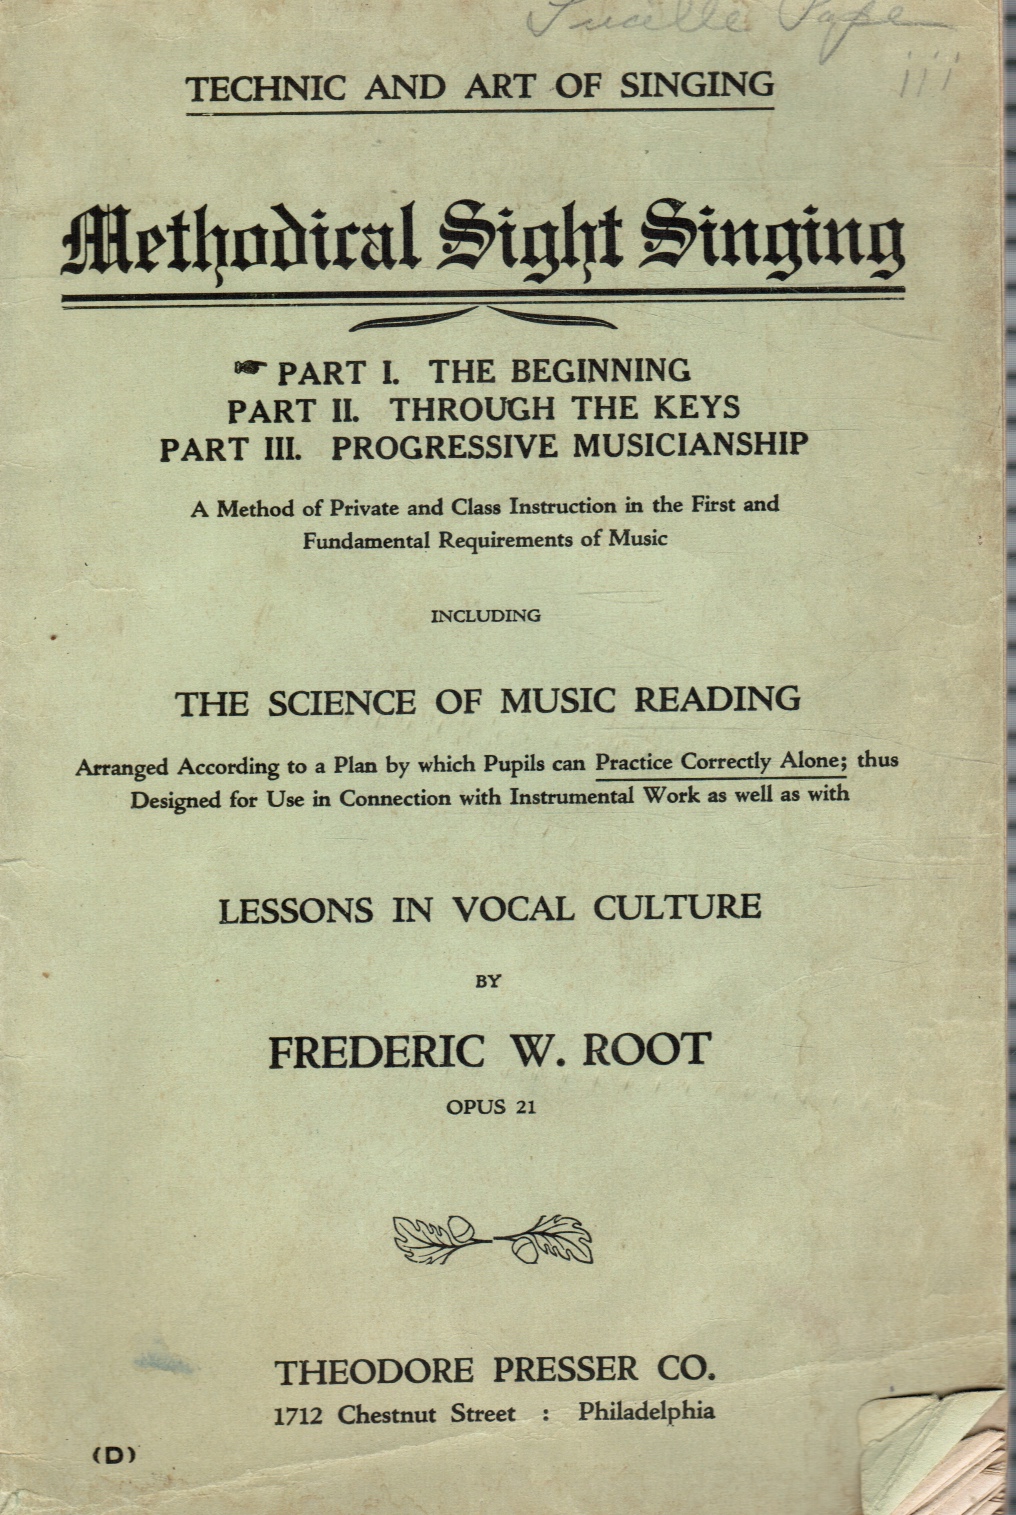 Lucille Pape
iii
TECHNIC AND ART OF SINGING
Methodical Sight Singing
PART I. THE BEGINNING
PART II. THROUGH THE KEYS
PART III. PROGRESSIVE MUSICIANSHIP
A Method of Private and Class Instruction in the First and
Fundamental Requirements of Music
INCLUDING
THE SCIENCE OF MUSIC READING
Arranged According to a Plan by which Pupils can Practice Correctly Alone; thus
Designed for Use in Connection with Instrumental Work as well as with
LESSONS IN VOCAL CULTURE
BY
FREDERIC W. ROOT
OPUS 21
THEODORE PRESSER CO.
1712 Chestnut Street : Philadelphia
(D)